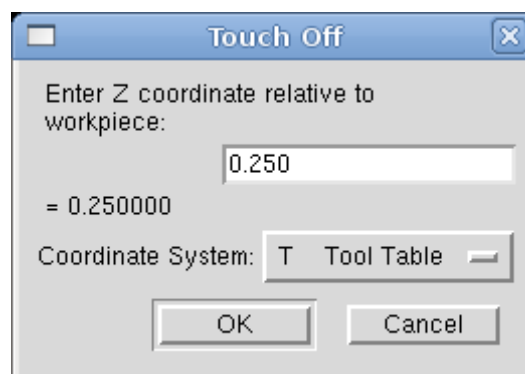 Touch Off
Enter Z coordinate relative to
workpiece:
0.250
= 0.250000
Coordinate System: T Tool Table
OK Cancel